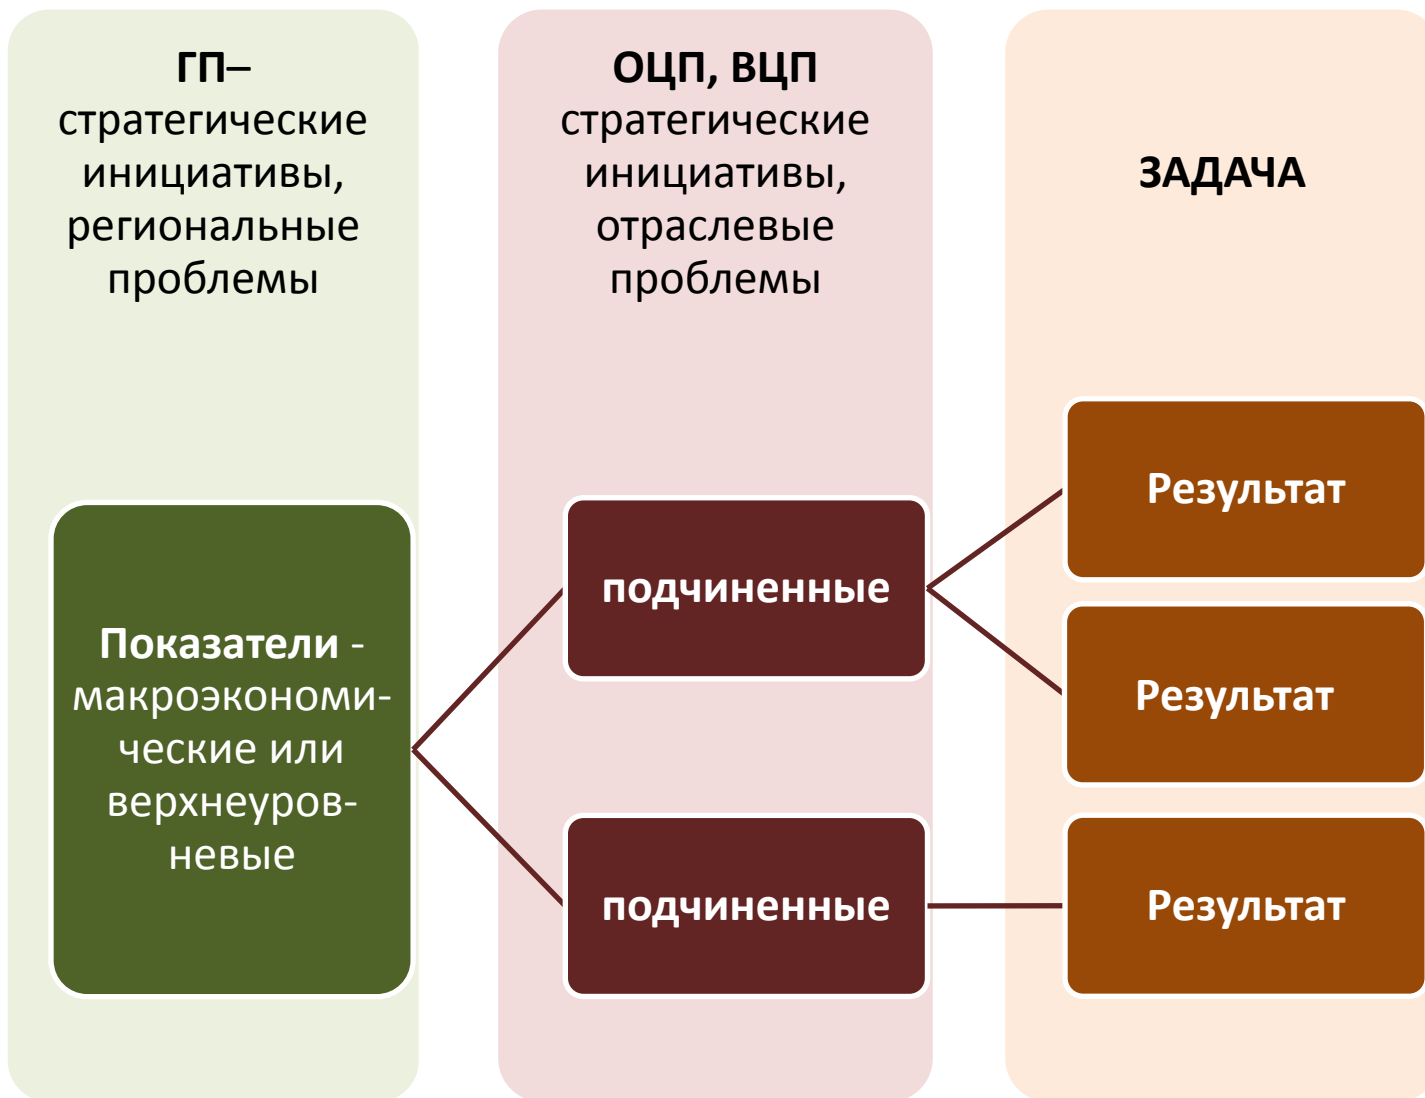 ГП–
стратегические
инициативы,
региональные
проблемы
ОЦП, ВЦП
стратегические
инициативы,
отраслевые
проблемы
ЗАДАЧА
Показатели -
макроэкономи-
ческие или
верхнеуров-
невые
подчиненные
подчиненные
Результат
Результат
Результат